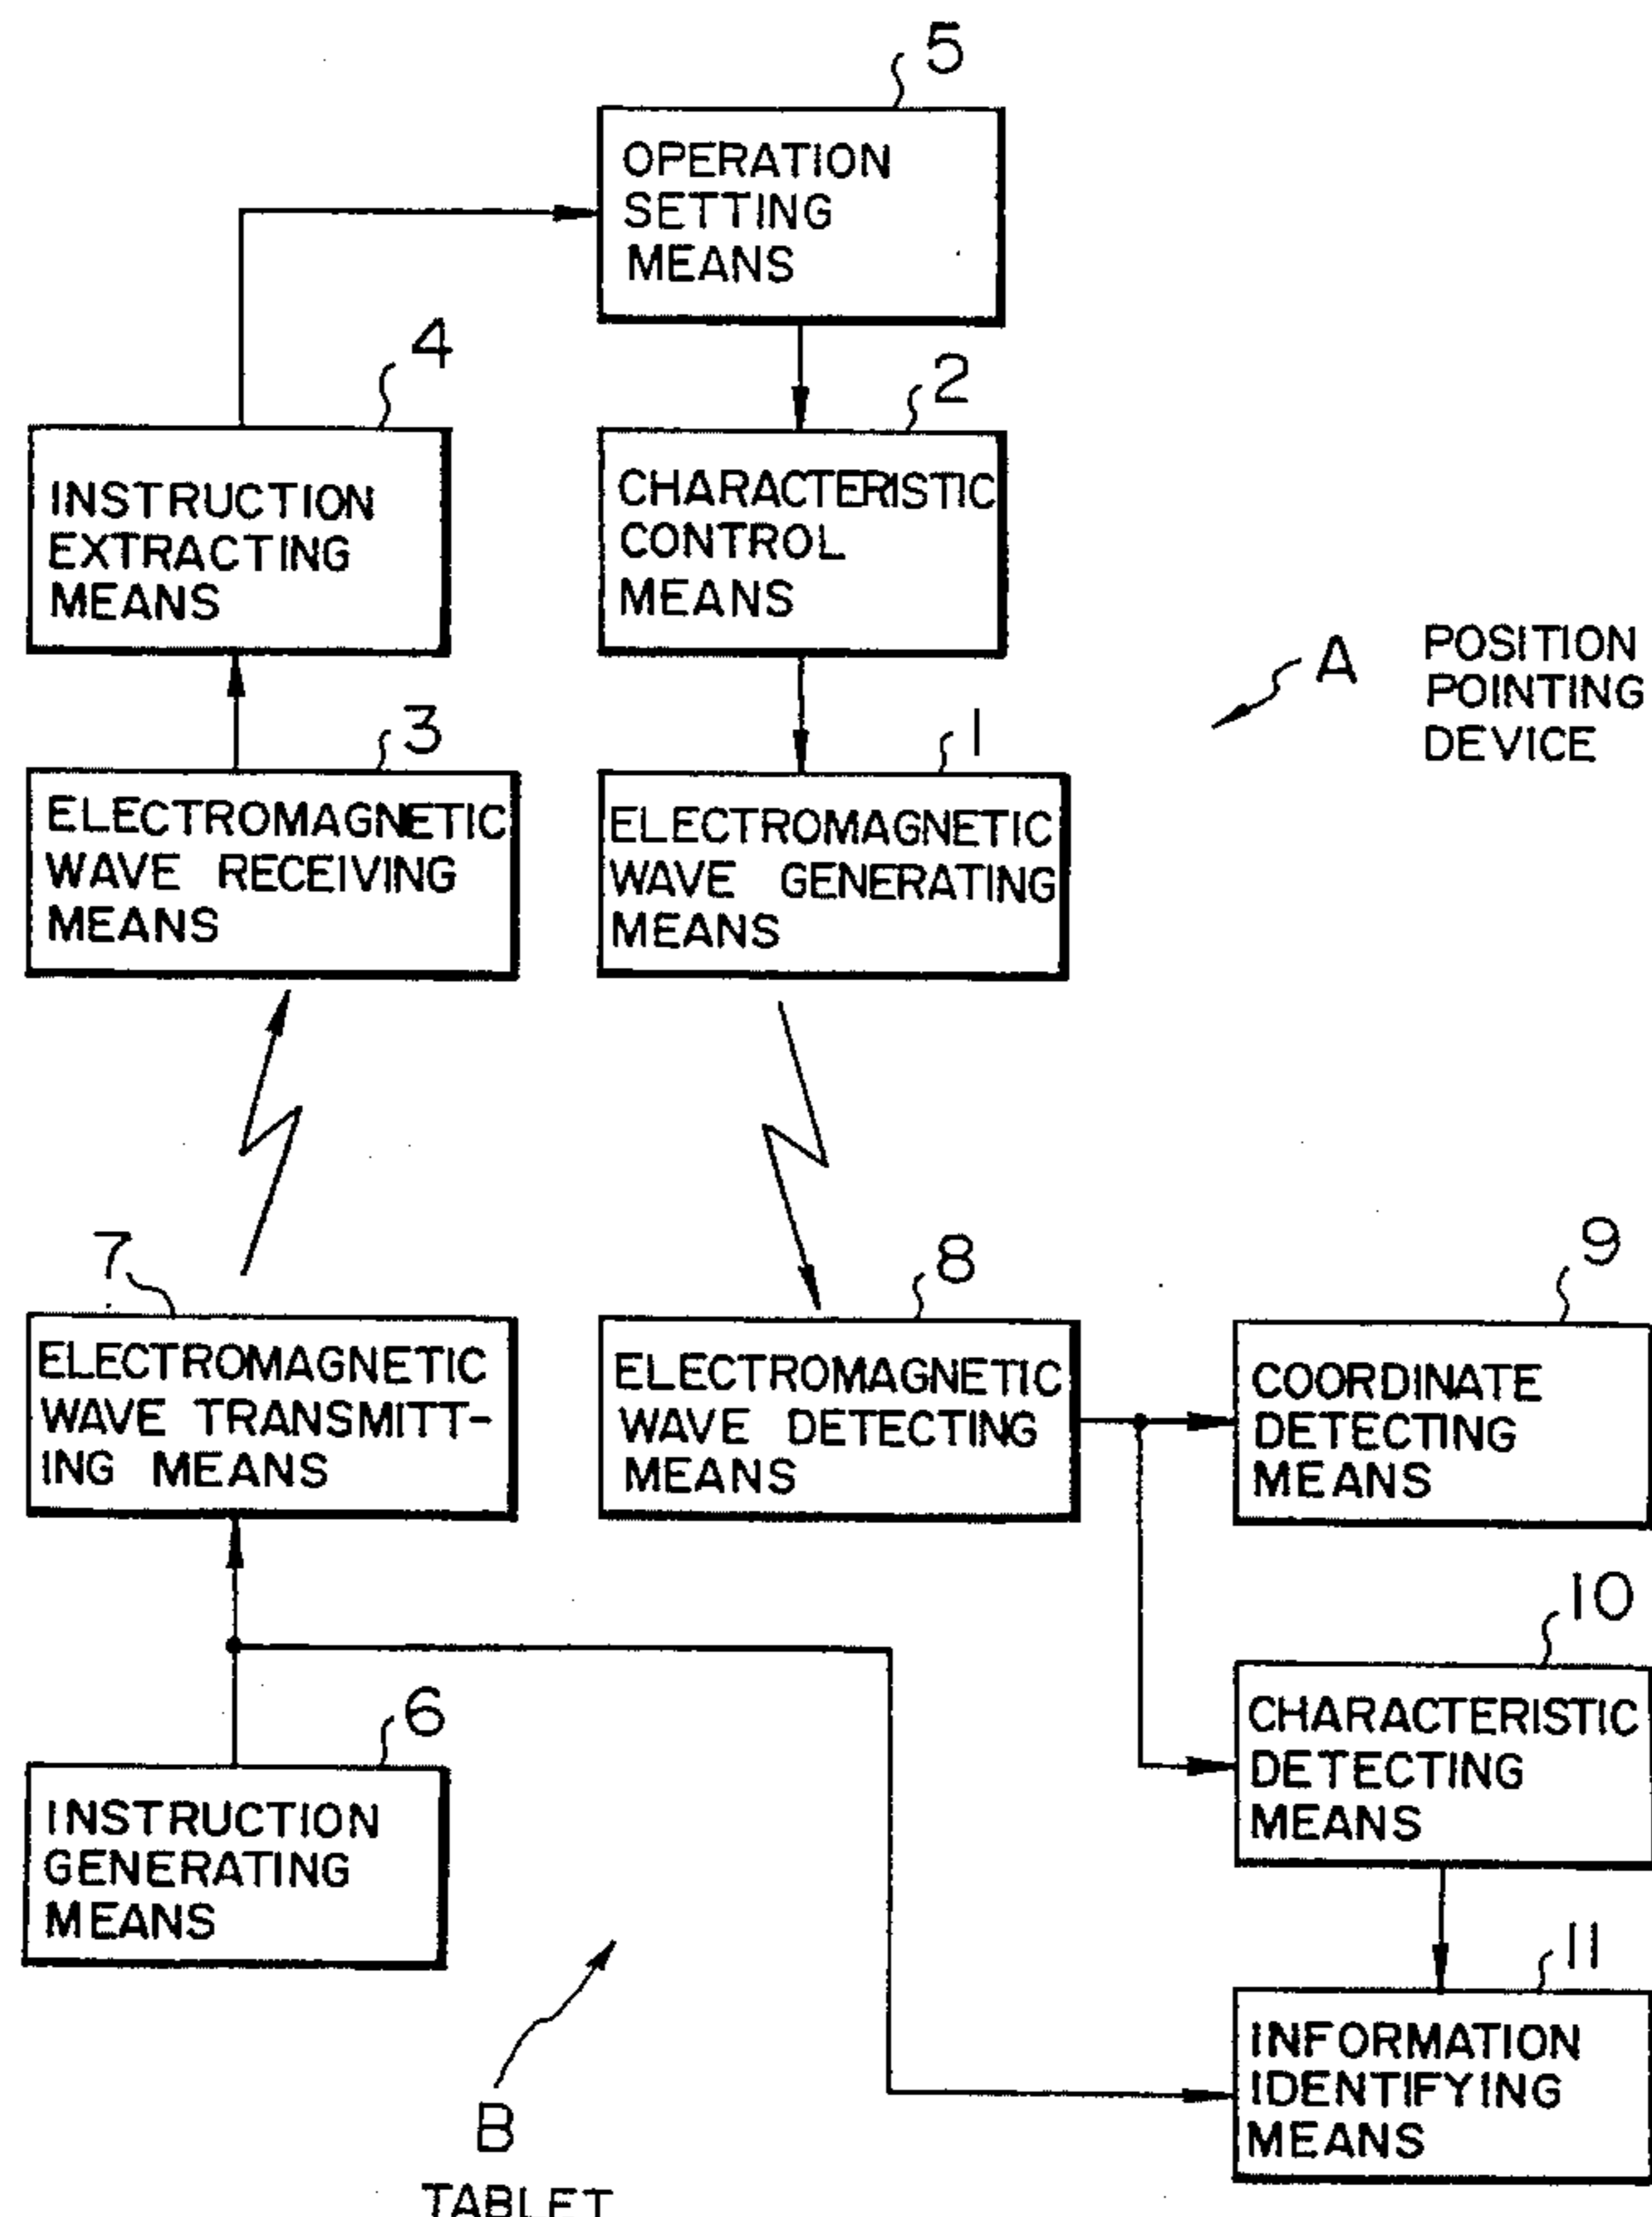 5
OPERATION
SETTING
MEANS
4
INSTRUCTION
EXTRACTING
MEANS
2
CHARACTERISTIC
CONTROL
MEANS
A
POSITION
POINTING
DEVICE
3
ELECTROMAGNETIC
WAVE RECEIVING
MEANS
1
ELECTROMAGNETIC
WAVE GENERATING
MEANS
7
ELECTROMAGNETIC
WAVE TRANSMITT-
ING MEANS
8
ELECTROMAGNETIC
WAVE DETECTING
MEANS
9
COORDINATE
DETECTING
MEANS
10
CHARACTERISTIC
DETECTING
MEANS
6
INSTRUCTION
GENERATING
MEANS
11
INFORMATION
IDENTIFYING
MEANS
B
TABLET